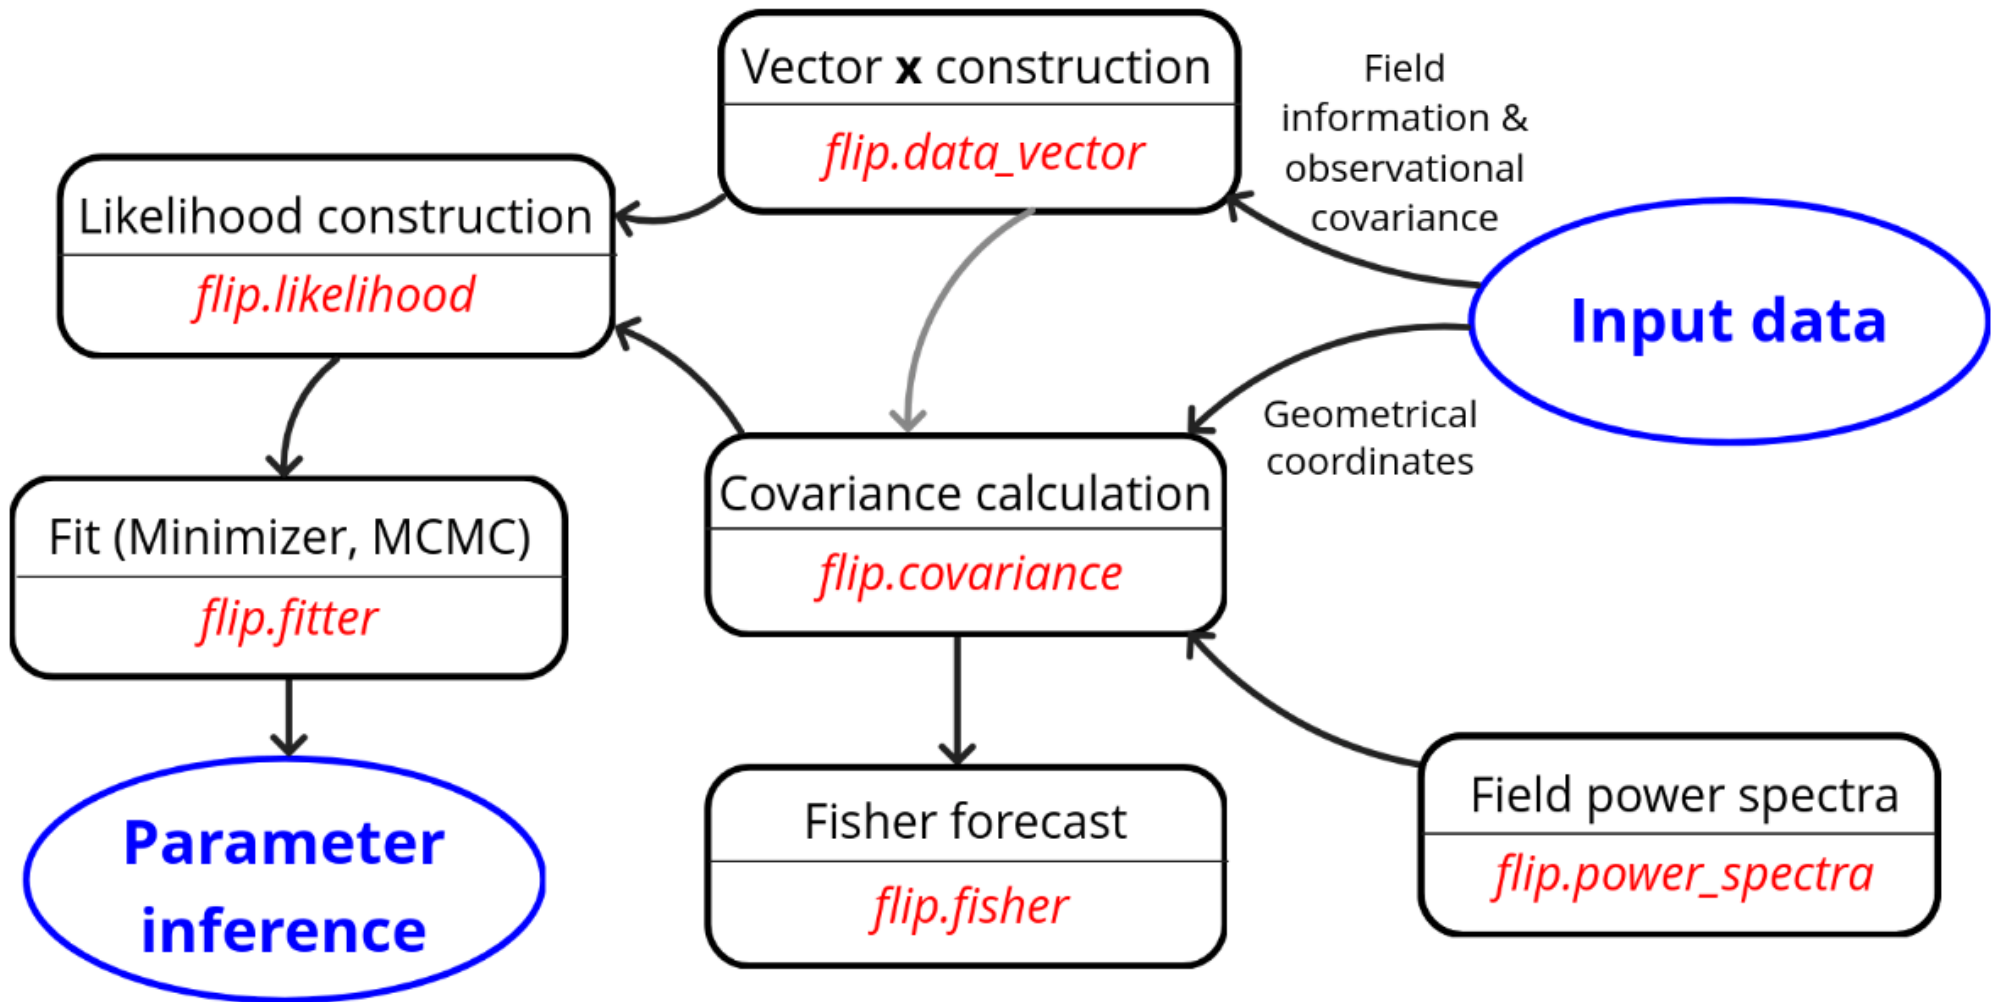 Vector x construction
flip.data_vector
Field
information &
observational
covariance
Likelihood construction
flip.likelihood
Input data
Geometrical
coordinates
Covariance calculation
flip.covariance
Fit (Minimizer, MCMC)
flip.fitter
Parameter
inference
Fisher forecast
flip.fisher
Field power spectra
flip.power_spectra